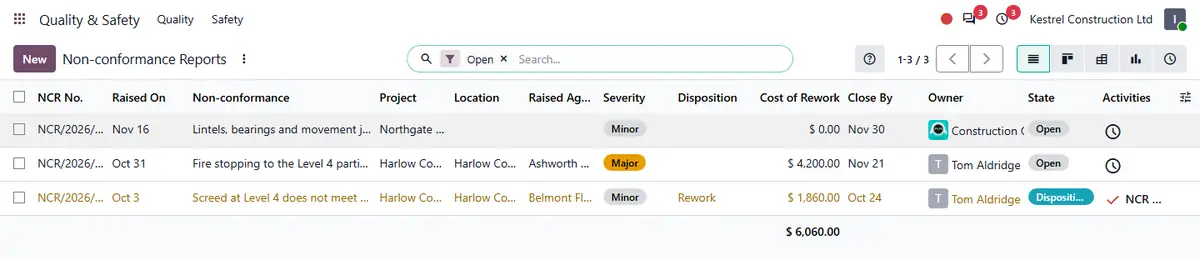 Quality & Safety Quality Safety 3 3 Kestrel Construction Ltd I
New Non-conformance Reports Open × Search... 1-3 / 3
NCR No. Raised On Non-conformance Project Location Raised Ag... Severity Disposition Cost of Rework Close By Owner State Activities
NCR/2026/... Nov 16 Lintels, bearings and movement j... Northgate ... Minor $ 0.00 Nov 30 Construction Open
NCR/2026/... Oct 31 Fire stopping to the Level 4 parti... Harlow Co... Harlow Co... Ashworth ... Major $ 4,200.00 Nov 21 T Tom Aldridge Open
NCR/2026/... Oct 3 Screed at Level 4 does not meet ... Harlow Co... Harlow Co... Belmont Fl... Minor Rework $ 1,860.00 Oct 24 T Tom Aldridge Dispositi... NCR ...
$ 6,060.00